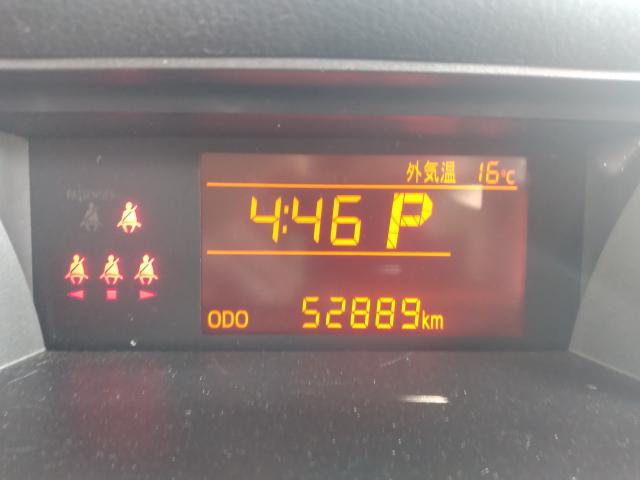 外気温 16℃
PASSENGER
4:46 P
ODO 52889km